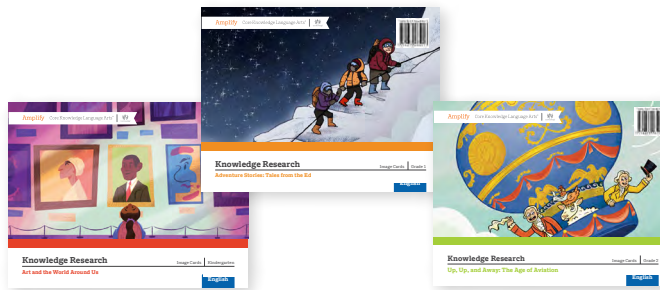 Amplify Core Knowledge Language Arts
Knowledge Research
Image Cards | Kindergarten
Art and the World Around Us
English
Amplify Core Knowledge Language Arts
Knowledge Research
Image Cards | Grade 1
Adventure Stories: Tales from the Ed
English
Amplify Core Knowledge Language Arts
Knowledge Research
Image Cards | Grade 2
Up, Up, and Away: The Age of Aviation
English